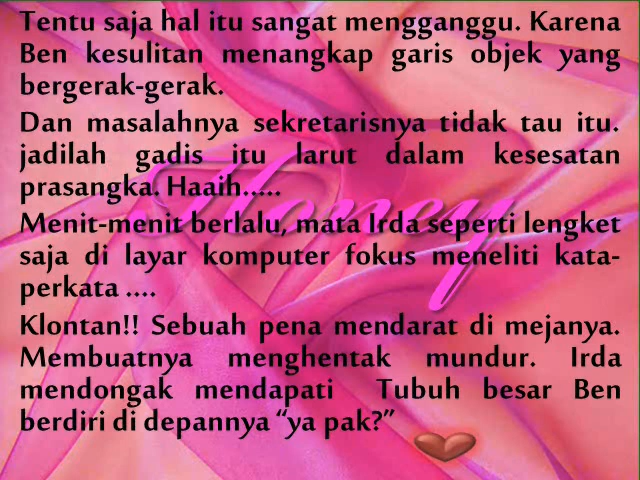 Tentu saja hal itu sangat mengganggu. Karena
Ben kesulitan menangkap garis objek yang
bergerak-gerak.
Dan masalahnya sekretarisnya tidak tau itu.
jadilah gadis itu larut dalam kesesatan
prasangka. Haaih.....
Menit-menit berlalu, mata Irda seperti lengket
saja di layar komputer fokus meneliti kata-
perkata ....
Klontan!! Sebuah pena mendarat di mejanya.
Membuatnya menghentak mundur. Irda
mendongak mendapati Tubuh besar Ben
berdiri di depannya “ya pak?”
Honey